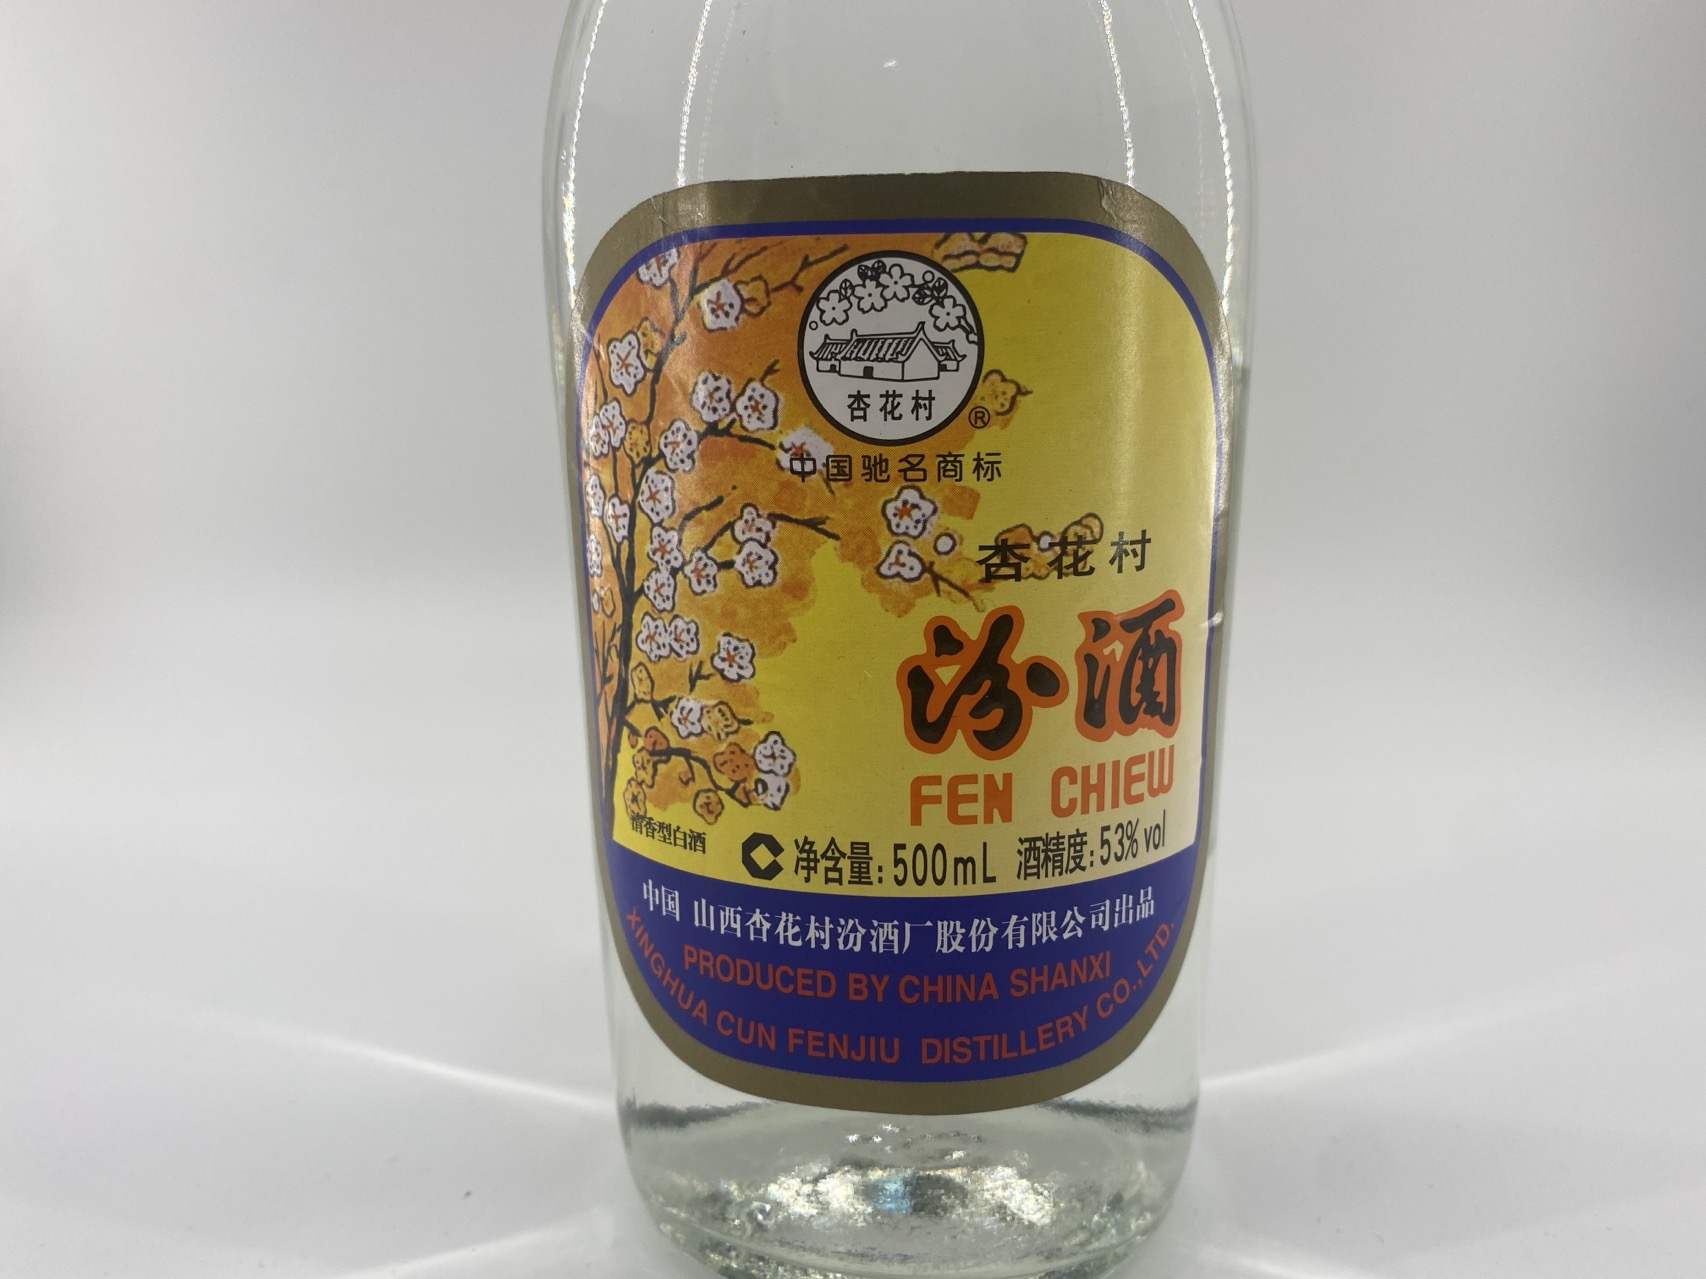 杏花村
®
中国驰名商标
杏花村
汾酒
FEN CHIEW
清香型白酒
净含量:500mL 酒精度:53%vol
中国 山西杏花村汾酒厂股份有限公司出品
PRODUCED BY CHINA SHANXI
XINGHUA CUN FENJIU DISTILLERY CO.,LTD.